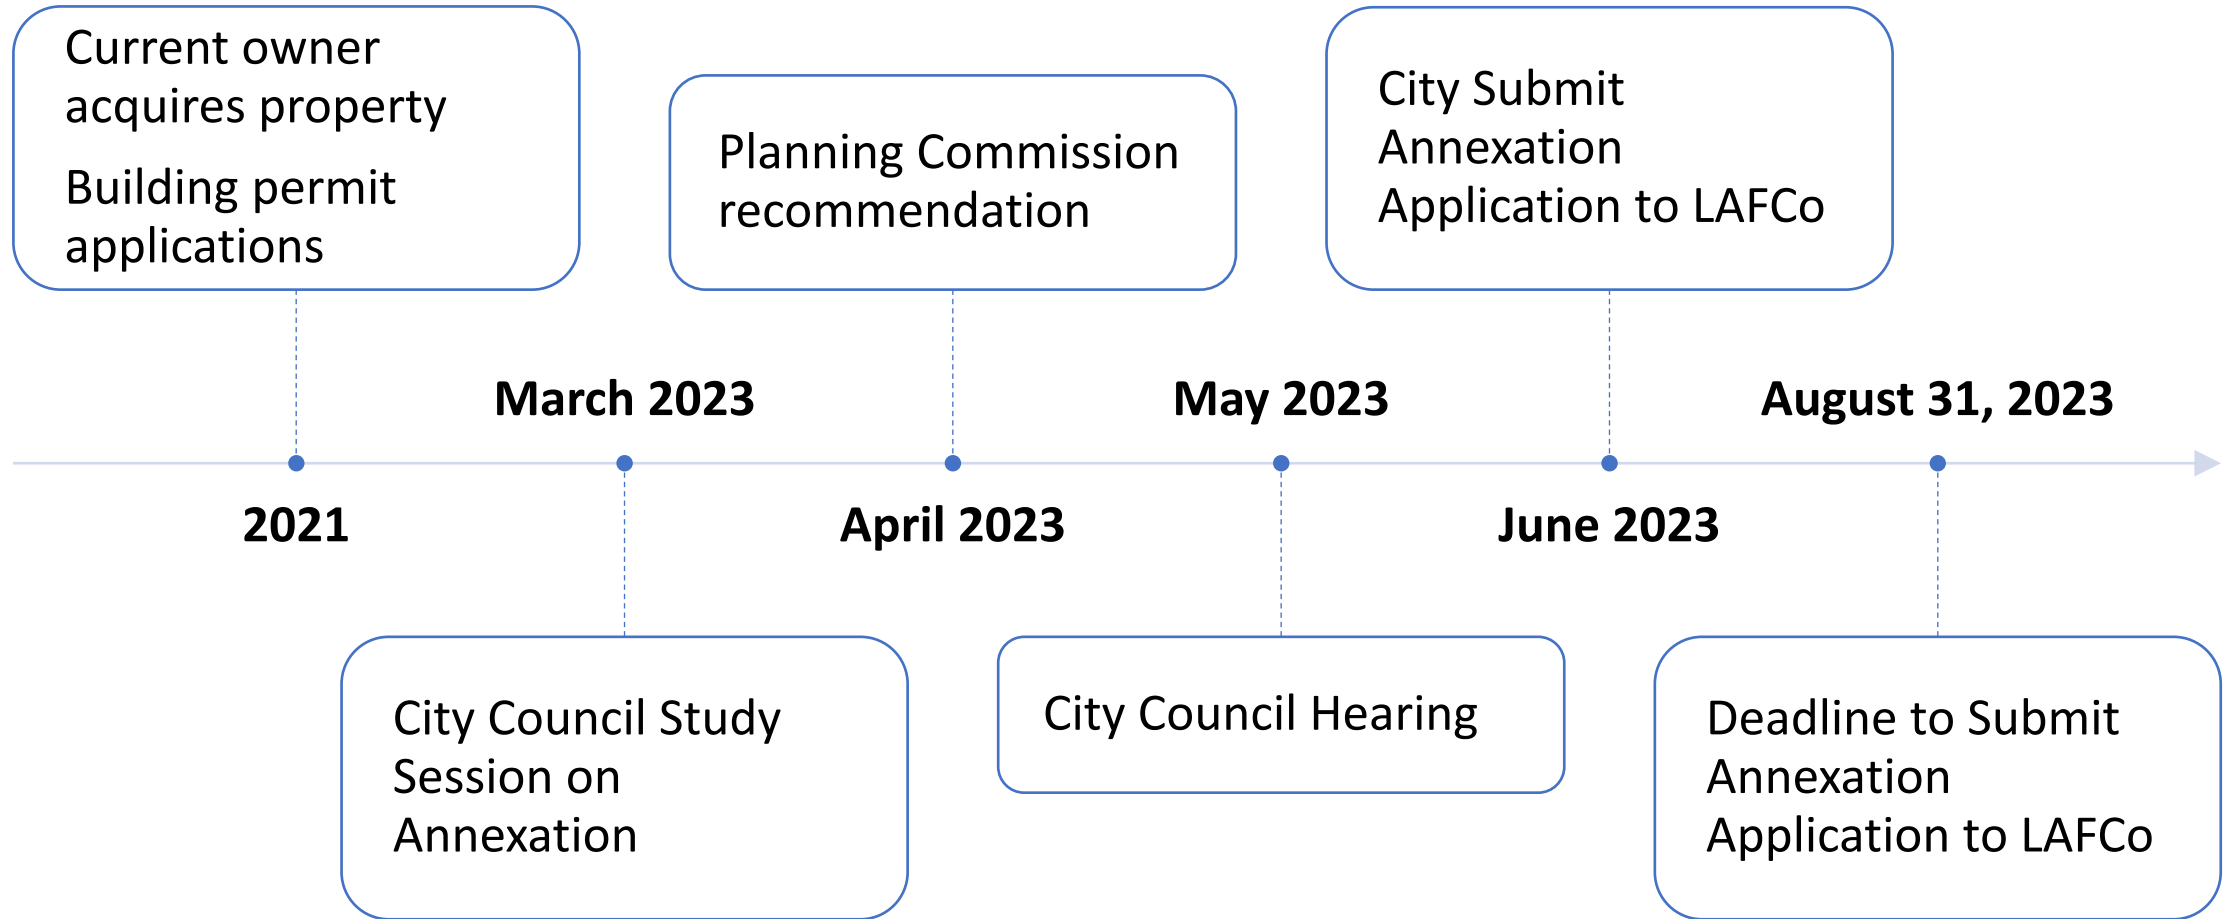 Current owner
acquires property
Building permit
applications
Planning Commission
recommendation
City Submit
Annexation
Application to LAFCo
March 2023
May 2023
August 31, 2023
2021
April 2023
June 2023
City Council Study
Session on
Annexation
City Council Hearing
Deadline to Submit
Annexation
Application to LAFCo